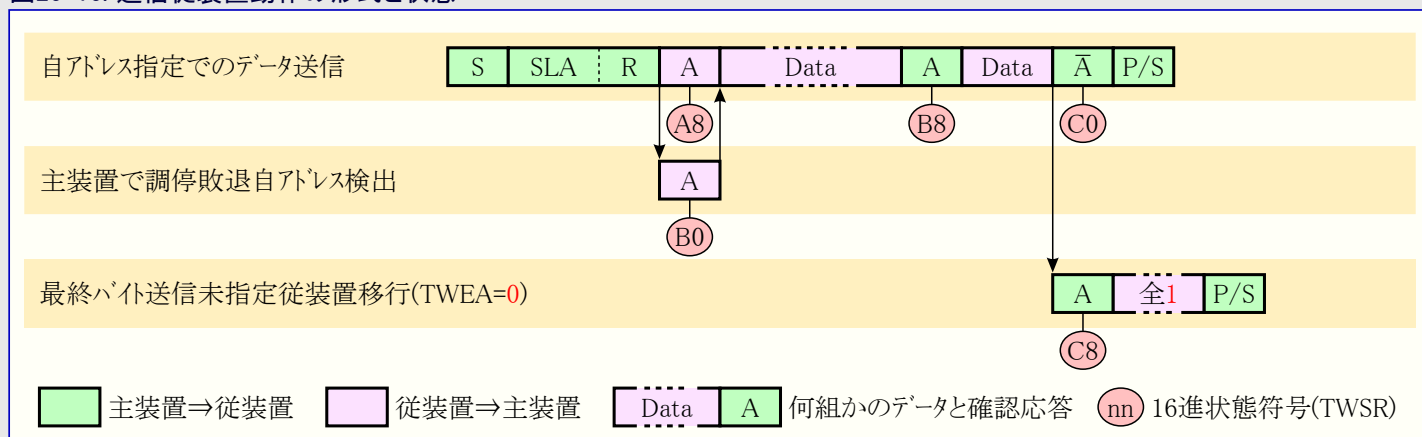 自アドレス指定でのデータ送信 S SLA R A Data A Data A̅ P/S
A8 B8 C0
主装置で調停敗退自アドレス検出 A
B0
最終バイト送信未指定従装置移行(TWEA=0) A 全1 P/S
C8
主装置⇒従装置 従装置⇒主装置 Data A 何組かのデータと確認応答 nn 16進状態符号(TWSR)